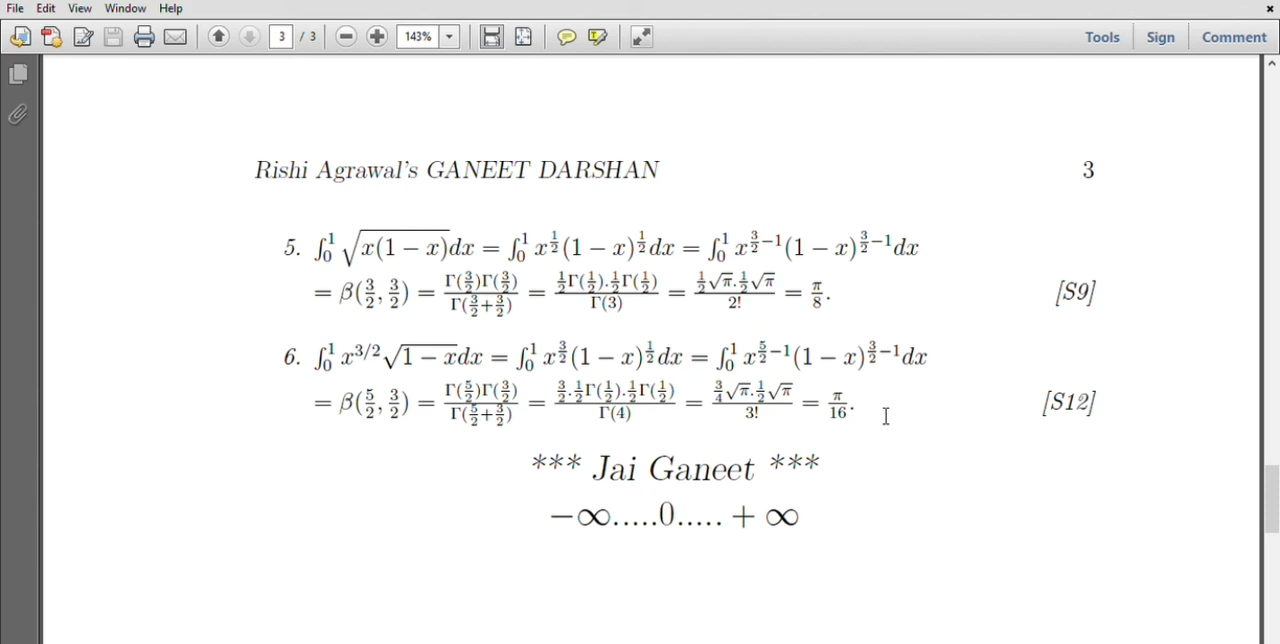 File Edit View Window Help ×
3 / 3 143% Tools Sign Comment
Rishi Agrawal's GANEET DARSHAN 3
5. ∫₀¹ √(x(1 − x))dx = ∫₀¹ x^{1/2}(1 − x)^{1/2}dx = ∫₀¹ x^{3/2−1}(1 − x)^{3/2−1}dx
= β(3/2, 3/2) = Γ(3/2)Γ(3/2)/Γ(3/2+3/2) = ½Γ(½).½Γ(½)/Γ(3) = ½√π.½√π/2! = π/8. [S9]
6. ∫₀¹ x^{3/2}√(1 − x)dx = ∫₀¹ x^{3/2}(1 − x)^{1/2}dx = ∫₀¹ x^{5/2−1}(1 − x)^{3/2−1}dx
= β(5/2, 3/2) = Γ(5/2)Γ(3/2)/Γ(5/2+3/2) = 3/2.½Γ(½).½Γ(½)/Γ(4) = ¾√π.½√π/3! = π/16. [S12]
*** Jai Ganeet ***
−∞.....0..... + ∞